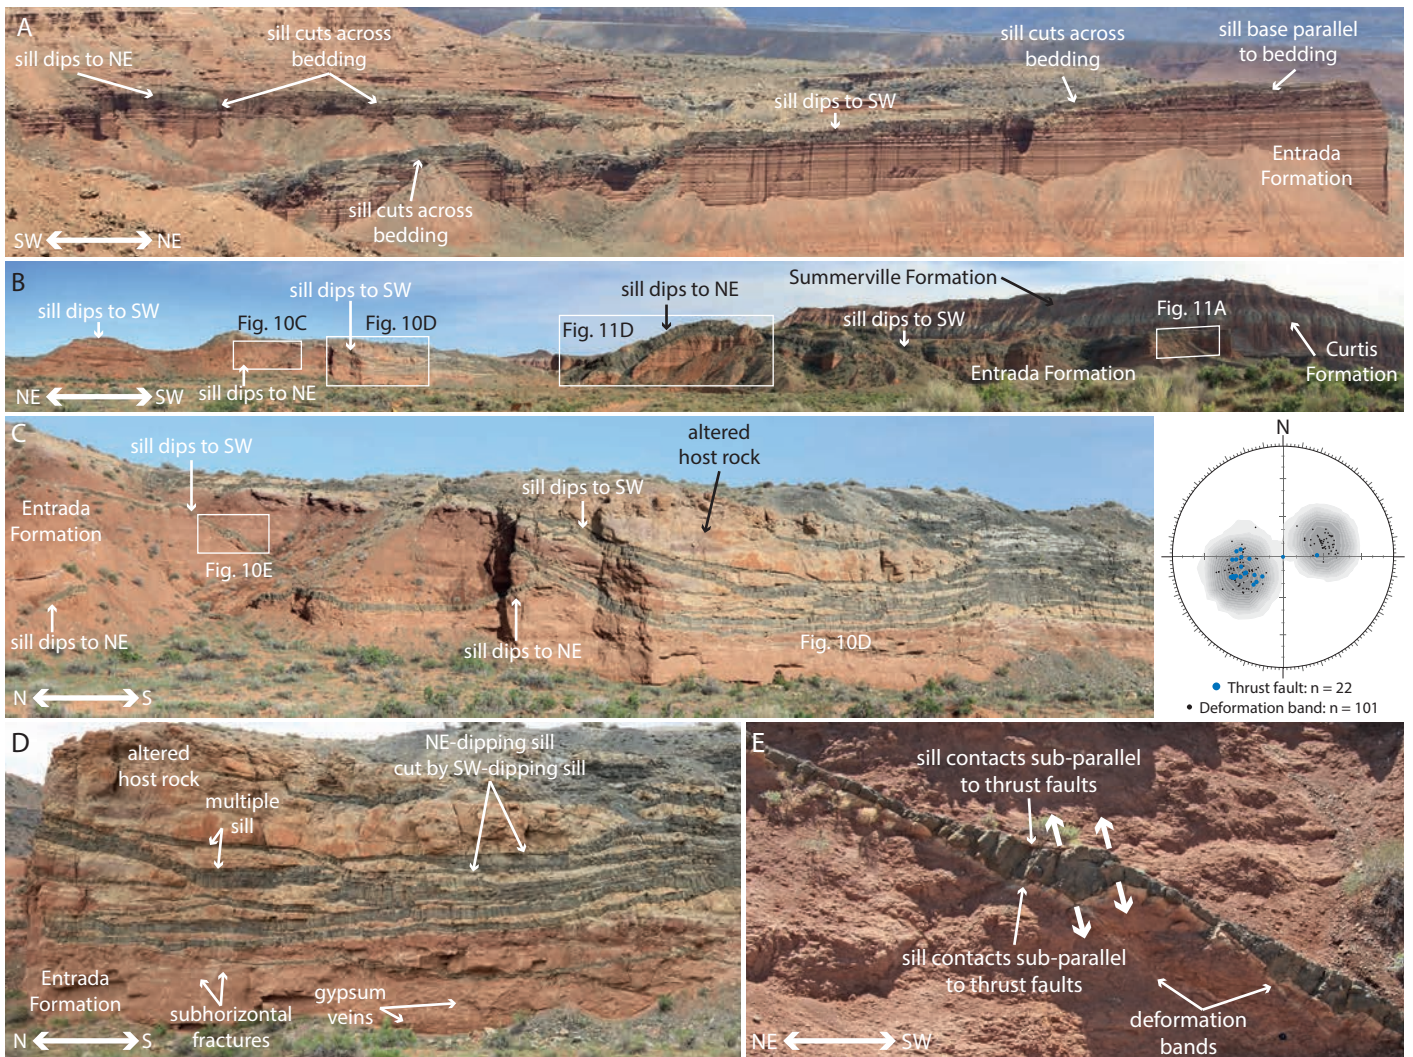 A
sill dips to NE
sill cuts across
bedding
sill cuts across
bedding
sill base parallel
to bedding
sill dips to SW
Entrada
Formation
sill cuts across
bedding
SW
NE
B
sill dips to SW
sill dips to SW
Fig. 10C
Fig. 10D
sill dips to NE
Fig. 11D
sill dips to NE
Summerville Formation
sill dips to SW
Fig. 11A
Entrada Formation
Curtis
Formation
NE
SW
C
sill dips to SW
Entrada
Formation
Fig. 10E
sill dips to NE
sill dips to SW
altered
host rock
sill dips to NE
Fig. 10D
N
S
N
Thrust fault: n = 22
Deformation band: n = 101
D
altered
host rock
multiple
sill
NE-dipping sill
cut by SW-dipping sill
Entrada
Formation
subhorizontal
fractures
gypsum
veins
N
S
E
sill contacts sub-parallel
to thrust faults
sill contacts sub-parallel
to thrust faults
deformation
bands
NE
SW